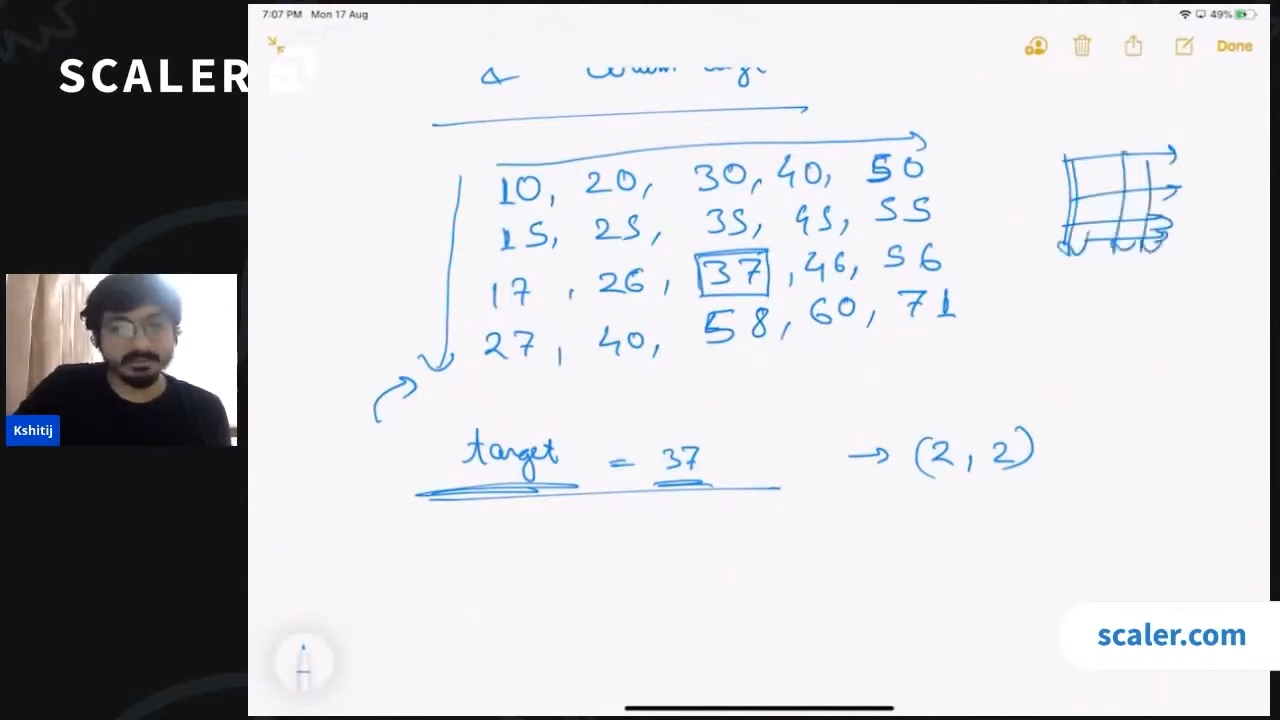 7:07 PM Mon 17 Aug
49%
SCALER
Done
&
10, 20, 30, 40, 50
15, 25, 35, 45, 55
17, 26, 37, 46, 56
27, 40, 58, 60, 71
Kshitij
target = 37 → (2, 2)
scaler.com